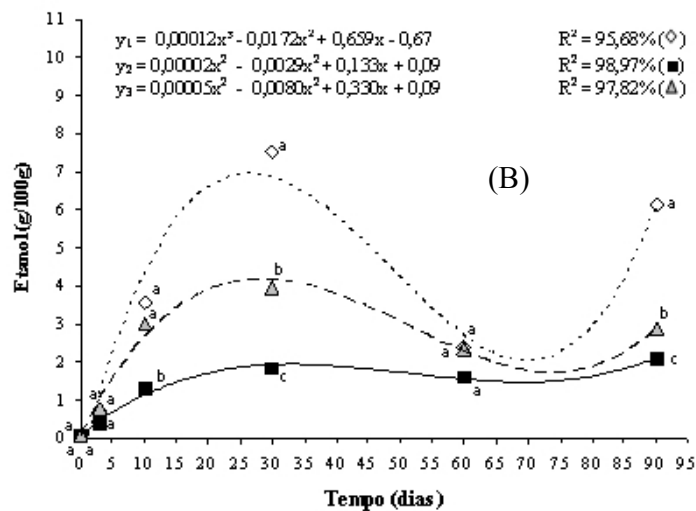 y₁ = 0,00012x³ - 0,0172x² + 0,659x - 0,67 R² = 95,68% (◇)
y₂ = 0,00002x² - 0,0029x² + 0,133x + 0,09 R² = 98,97% (■)
y₃ = 0,00005x² - 0,0080x² + 0,330x + 0,09 R² = 97,82% (▲)
(B)
Etanol (g/100g)
11
10
9
8
7
6
5
4
3
2
1
0
a
a
a
a
a
a
a
a
a
b
a
b
c
a
a
a
a
b
c
0 5 10 15 20 25 30 35 40 45 50 55 60 65 70 75 80 85 90 95
Tempo (dias)